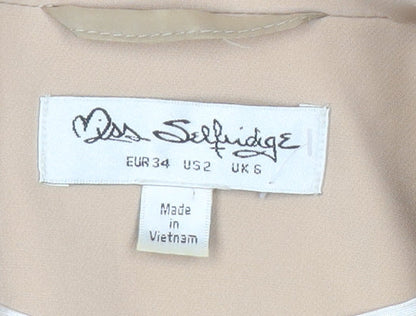 Miss Selfridge
EUR 34 US 2 UK 6
Made
in
Vietnam